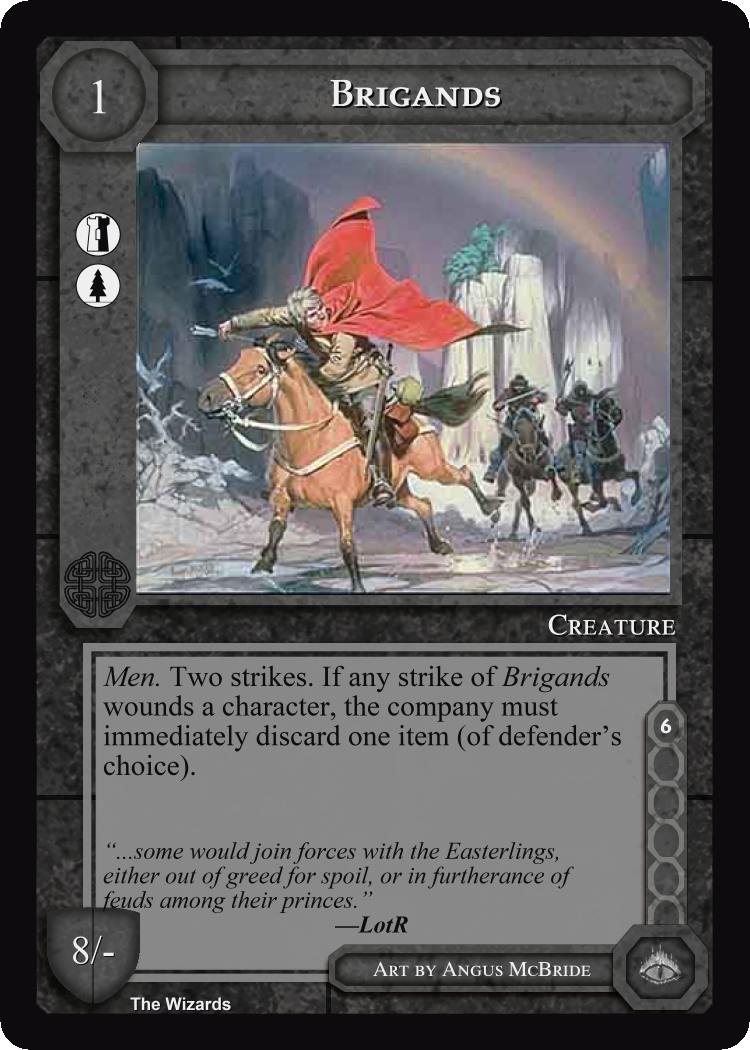 1
BRIGANDS
CREATURE
Men. Two strikes. If any strike of Brigands
wounds a character, the company must
immediately discard one item (of defender’s
choice).
6
“...some would join forces with the Easterlings,
either out of greed for spoil, or in furtherance of
feuds among their princes.”
—LotR
8/-
ART BY ANGUS MCBRIDE
The Wizards